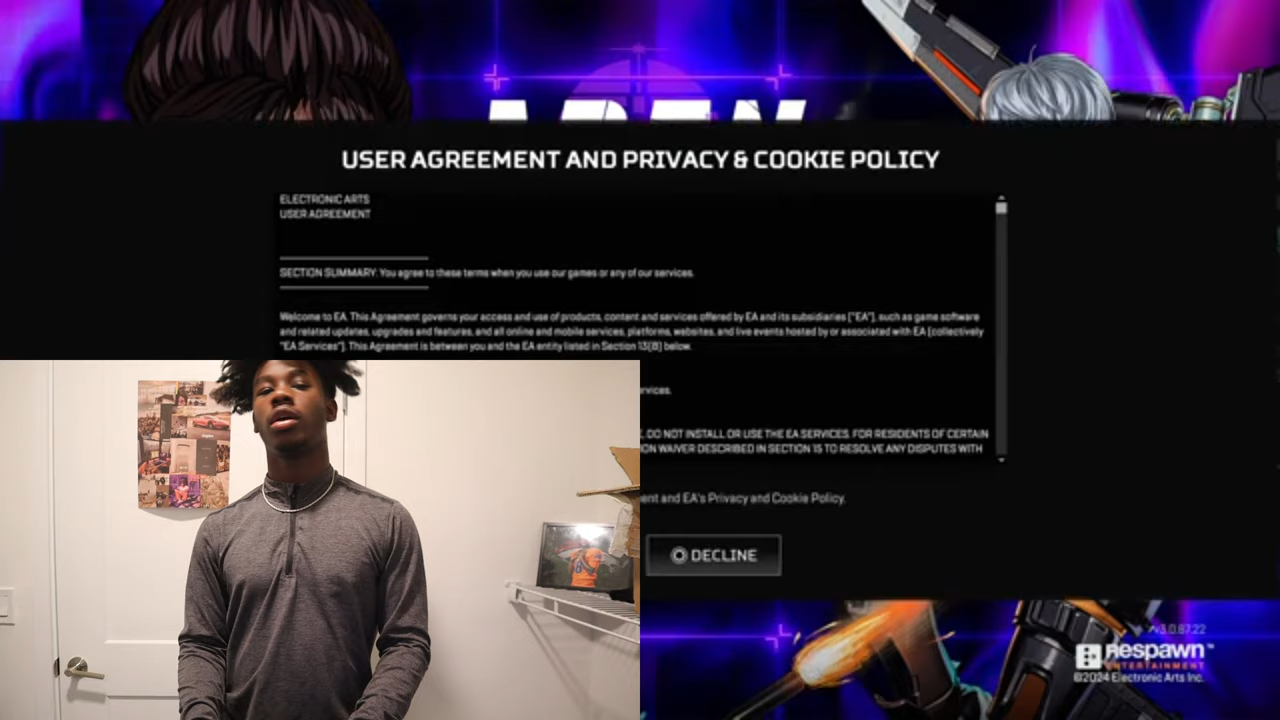 APEX
USER AGREEMENT AND PRIVACY & COOKIE POLICY
ELECTRONIC ARTS
USER AGREEMENT
SECTION SUMMARY: You agree to these terms when you use our games or any of our services.
Welcome to EA. This Agreement governs your access and use of products, content and services offered by EA and its subsidiaries ["EA"], such as game software
and related updates, upgrades and features, and all online and mobile services, platforms, websites, and live events hosted by or associated with EA [collectively
"EA Services"]. This Agreement is between you and the EA entity listed in Section 13(B) below.
rvices.
DO NOT INSTALL OR USE THE EA SERVICES. FOR RESIDENTS OF CERTAIN
ON WAIVER DESCRIBED IN SECTION 15 TO RESOLVE ANY DISPUTES WITH
ent and EA's Privacy and Cookie Policy.
DECLINE
v3.0.67.22
Respawn™
ENTERTAINMENT
©2024 Electronic Arts Inc.